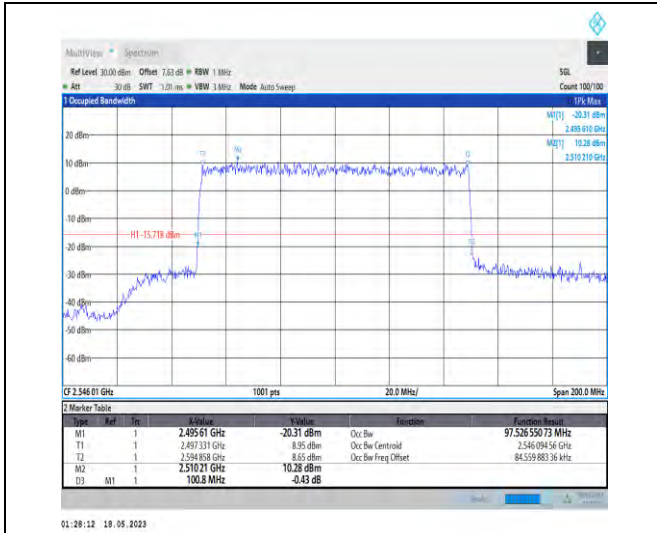 MultiView Spectrum
Ref Level 30.00 dBm Offset 7.63 dB RBW 1 MHz SGL
Att 30 dB SWT 1.01 ms VBW 3 MHz Mode Auto Sweep Count 100/100
1 Occupied Bandwidth 1Pk Max
M1[1] -20.31 dBm
2.495 610 GHz
M2[1] 10.28 dBm
2.510 210 GHz
20 dBm
T1 M2 T2
10 dBm
0 dBm
-10 dBm
H1 -15.718 dBm
M1
-20 dBm
-30 dBm
-40 dBm
-50 dBm
-60 dBm
CF 2.546 01 GHz 1001 pts 20.0 MHz/ Span 200.0 MHz
2 Marker Table
Type Ref Trc X-Value Y-Value Function Function Result
M1 1 2.495 61 GHz -20.31 dBm Occ Bw 97.526 550 73 MHz
T1 1 2.497 331 GHz 8.95 dBm Occ Bw Centroid 2.546 094 56 GHz
T2 1 2.594 858 GHz 8.65 dBm Occ Bw Freq Offset 84.559 883 36 kHz
M2 1 2.510 21 GHz 10.28 dBm
D3 M1 1 100.8 MHz -0.43 dB
01:28:12 18.05.2023